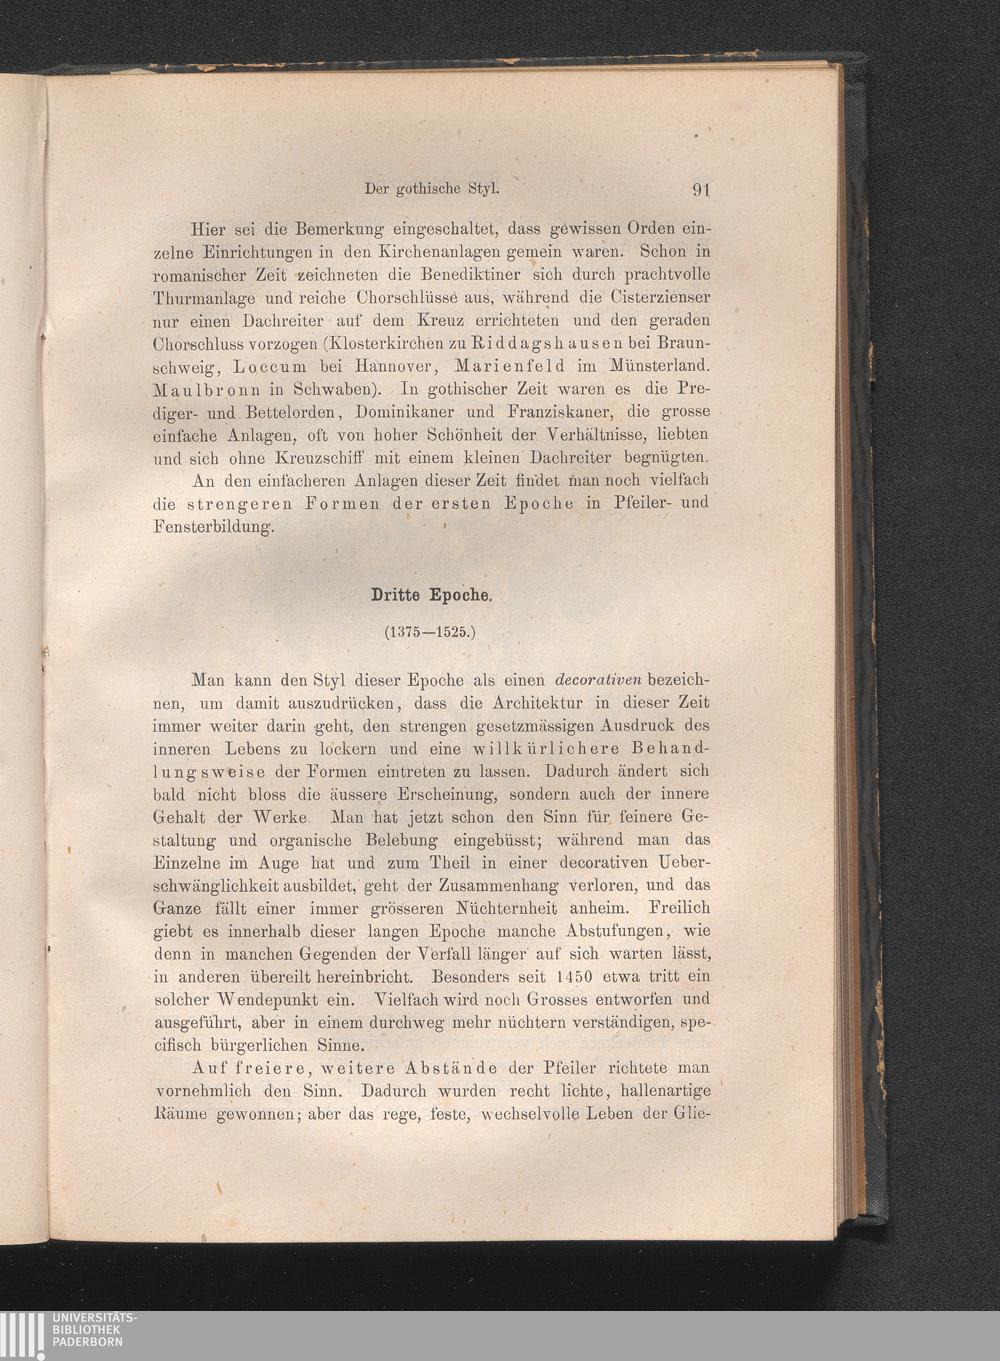 Der gothische Styl. 91
Hier sei die Bemerkung eingeschaltet, dass gewissen Orden ein-
zelne Einrichtungen in den Kirchenanlagen gemein waren. Schon in
romanischer Zeit zeichneten die Benediktiner sich durch prachtvolle
Thurmanlage und reiche Chorschlüsse aus, während die Cisterzienser
nur einen Dachreiter auf dem Kreuz errichteten und den geraden
Chorschluss vorzogen (Klosterkirchen zu Riddagshausen bei Braun-
schweig, Loccum bei Hannover, Marienfeld im Münsterland.
Maulbronn in Schwaben). In gothischer Zeit waren es die Pre-
diger- und Bettelorden, Dominikaner und Franziskaner, die grosse
einfache Anlagen, oft von hoher Schönheit der Verhältnisse, liebten
und sich ohne Kreuzschiff mit einem kleinen Dachreiter begnügten.
An den einfacheren Anlagen dieser Zeit findet man noch vielfach
die strengeren Formen der ersten Epoche in Pfeiler- und
Fensterbildung.
Dritte Epoche.
(1375—1525.)
Man kann den Styl dieser Epoche als einen decorativen bezeich-
nen, um damit auszudrücken, dass die Architektur in dieser Zeit
immer weiter darin geht, den strengen gesetzmässigen Ausdruck des
inneren Lebens zu lockern und eine willkürlichere Behand-
lungsweise der Formen eintreten zu lassen. Dadurch ändert sich
bald nicht bloss die äussere Erscheinung, sondern auch der innere
Gehalt der Werke. Man hat jetzt schon den Sinn für feinere Ge-
staltung und organische Belebung eingebüsst; während man das
Einzelne im Auge hat und zum Theil in einer decorativen Ueber-
schwänglichkeit ausbildet, geht der Zusammenhang verloren, und das
Ganze fällt einer immer grösseren Nüchternheit anheim. Freilich
giebt es innerhalb dieser langen Epoche manche Abstufungen, wie
denn in manchen Gegenden der Verfall länger auf sich warten lässt,
in anderen übereilt hereinbricht. Besonders seit 1450 etwa tritt ein
solcher Wendepunkt ein. Vielfach wird noch Grosses entworfen und
ausgeführt, aber in einem durchweg mehr nüchtern verständigen, spe-
cifisch bürgerlichen Sinne.
Auf freiere, weitere Abstände der Pfeiler richtete man
vornehmlich den Sinn. Dadurch wurden recht lichte, hallenartige
Räume gewonnen; aber das rege, feste, wechselvolle Leben der Glie-
UNIVERSITÄTS-
BIBLIOTHEK
PADERBORN